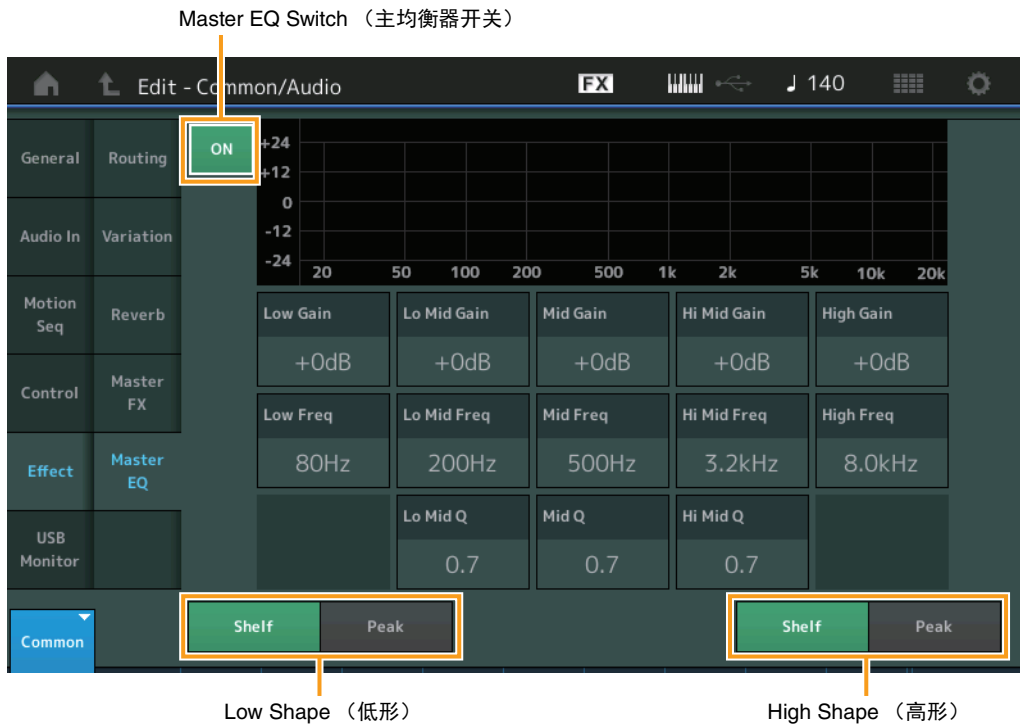 Master EQ Switch （主均衡器开关）
Edit - Common/Audio FX 140
General Routing ON
Audio In Variation
Motion Seq Reverb
Control Master FX
Effect Master EQ
USB Monitor
Common
+24
+12
0
-12
-24
20 50 100 200 500 1k 2k 5k 10k 20k
Low Gain Lo Mid Gain Mid Gain Hi Mid Gain High Gain
+0dB +0dB +0dB +0dB +0dB
Low Freq Lo Mid Freq Mid Freq Hi Mid Freq High Freq
80Hz 200Hz 500Hz 3.2kHz 8.0kHz
Lo Mid Q Mid Q Hi Mid Q
0.7 0.7 0.7
Shelf Peak Shelf Peak
Low Shape （低形） High Shape （高形）